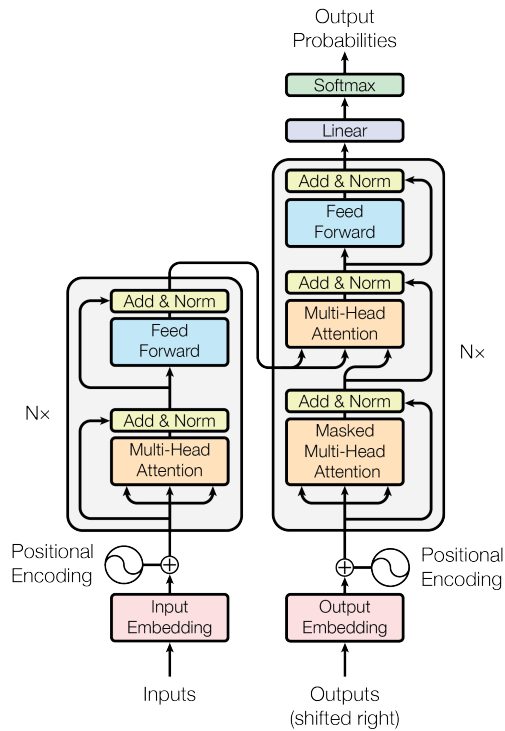 Output
Probabilities
Softmax
Linear
Add & Norm
Feed
Forward
Add & Norm
Multi-Head
Attention
Add & Norm
Masked
Multi-Head
Attention
N×
Add & Norm
Feed
Forward
Add & Norm
Multi-Head
Attention
N×
Positional
Encoding
Positional
Encoding
Input
Embedding
Output
Embedding
Inputs
Outputs
(shifted right)